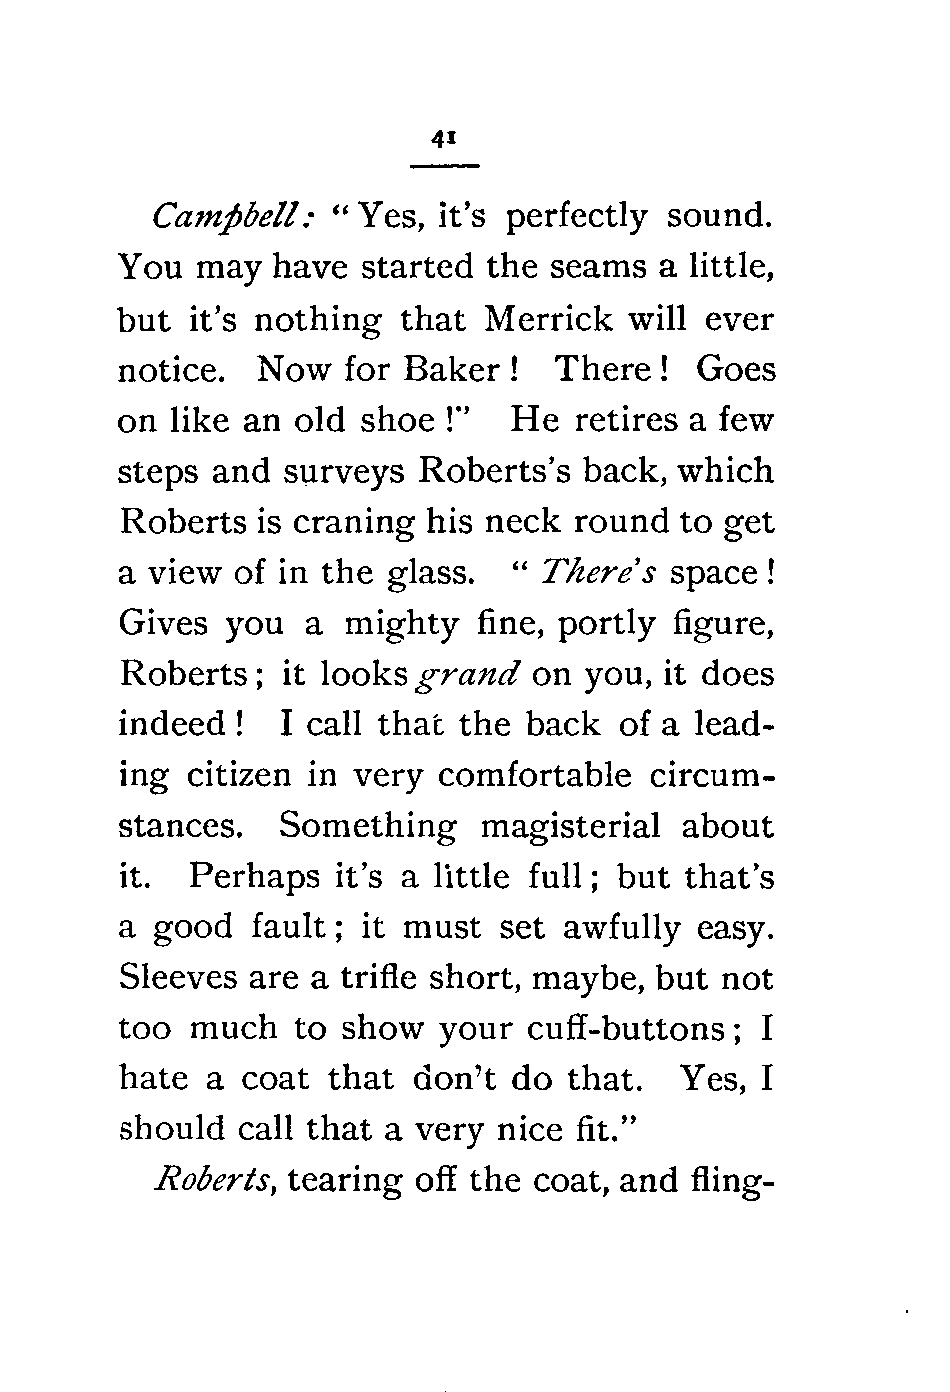 41
Campbell: “Yes, it’s perfectly sound.
You may have started the seams a little,
but it’s nothing that Merrick will ever
notice. Now for Baker! There! Goes
on like an old shoe!” He retires a few
steps and surveys Roberts’s back, which
Roberts is craning his neck round to get
a view of in the glass. “There’s space!
Gives you a mighty fine, portly figure,
Roberts; it looks grand on you, it does
indeed! I call that the back of a lead-
ing citizen in very comfortable circum-
stances. Something magisterial about
it. Perhaps it’s a little full; but that’s
a good fault; it must set awfully easy.
Sleeves are a trifle short, maybe, but not
too much to show your cuff-buttons; I
hate a coat that don’t do that. Yes, I
should call that a very nice fit.”
Roberts, tearing off the coat, and fling-